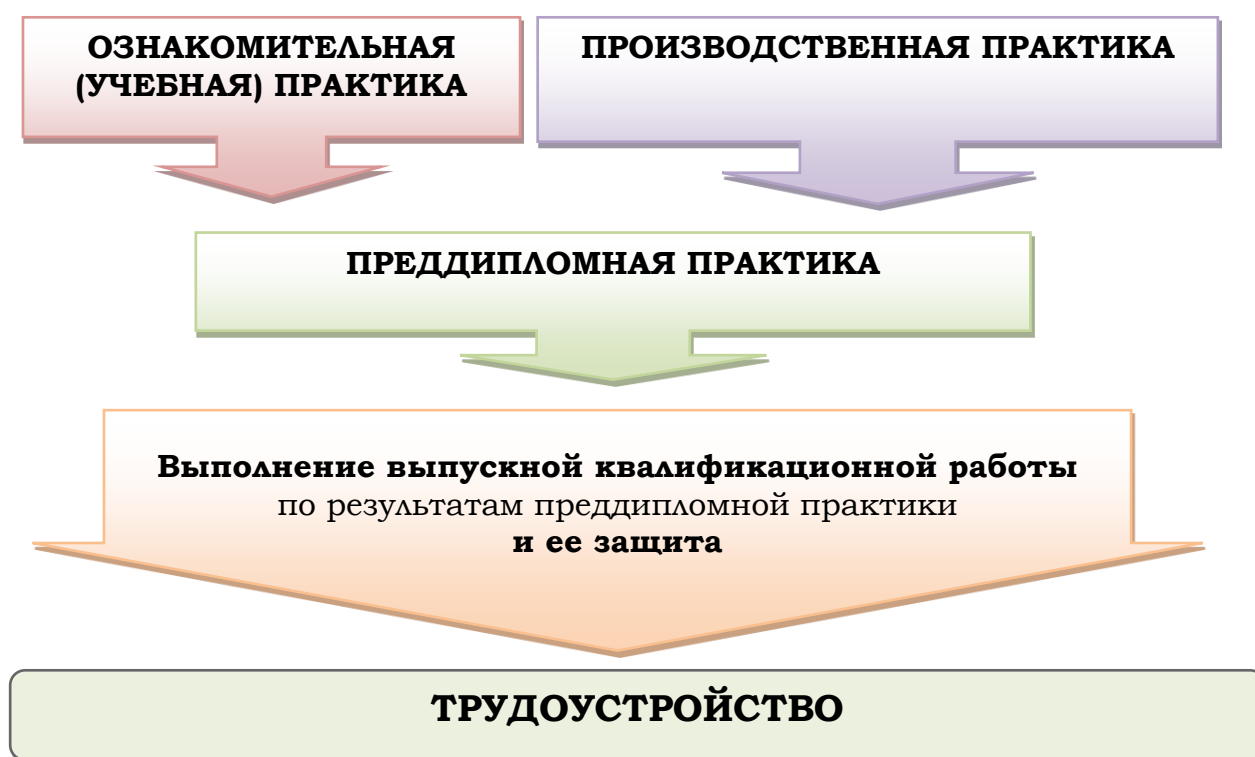 ОЗНАКОМИТЕЛЬНАЯ
(УЧЕБНАЯ) ПРАКТИКА
ПРОИЗВОДСТВЕННАЯ ПРАКТИКА
ПРЕДДИПЛОМНАЯ ПРАКТИКА
Выполнение выпускной квалификационной работы
по результатам преддипломной практики
и ее защита
ТРУДОУСТРОЙСТВО